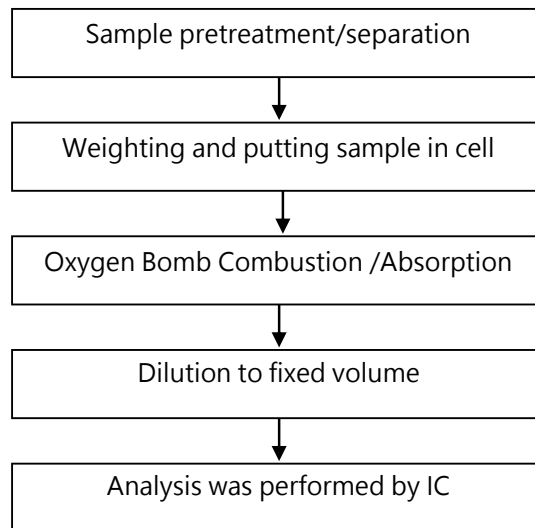 Sample pretreatment/separation
Weighting and putting sample in cell
Oxygen Bomb Combustion /Absorption
Dilution to fixed volume
Analysis was performed by IC